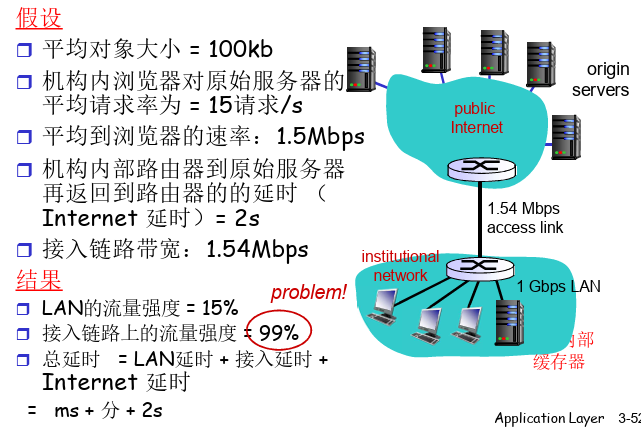 假设
平均对象大小 = 100kb
机构内浏览器对原始服务器的
平均请求率为 = 15请求/s
平均到浏览器的速率：1.5Mbps
机构内部路由器到原始服务器
再返回到路由器的的延时 （
Internet 延时）= 2s
接入链路带宽：1.54Mbps
结果
LAN的流量强度 = 15%
接入链路上的流量强度 = 99%
总延时 = LAN延时 + 接入延时 +
Internet 延时
= ms + 分 + 2s
problem!
origin
servers
public
Internet
1.54 Mbps
access link
institutional
network
1 Gbps LAN
部
缓存器
Application Layer 3-52